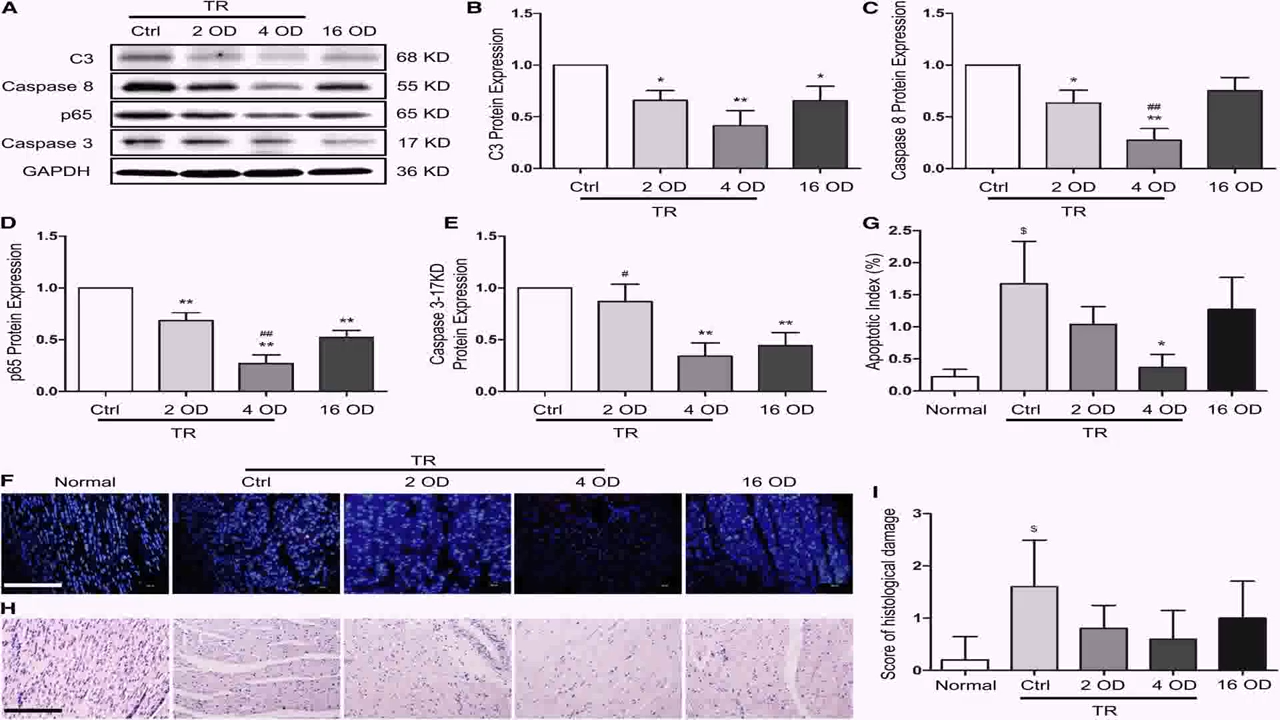 A
TR
Ctrl 2 OD 4 OD 16 OD
C3 68 KD
Caspase 8 55 KD
p65 65 KD
Caspase 3 17 KD
GAPDH 36 KD
B
C3 Protein Expression
1.5
1.0
0.5
0.0
*
**
*
Ctrl 2 OD 4 OD 16 OD
TR
C
Caspase 8 Protein Expression
1.5
1.0
0.5
0.0
*
##
**
Ctrl 2 OD 4 OD 16 OD
TR
D
p65 Protein Expression
1.5
1.0
0.5
0.0
**
##
**
**
Ctrl 2 OD 4 OD 16 OD
TR
E
Caspase 3-17KD
Protein Expression
1.5
1.0
0.5
0.0
#
**
**
Ctrl 2 OD 4 OD 16 OD
TR
G
Apoptotic Index (%)
2.5
2.0
1.5
1.0
0.5
0.0
$
*
Normal Ctrl 2 OD 4 OD 16 OD
TR
F
TR
Normal Ctrl 2 OD 4 OD 16 OD
H
I
Score of histological damage
3
2
1
0
$
Normal Ctrl 2 OD 4 OD 16 OD
TR